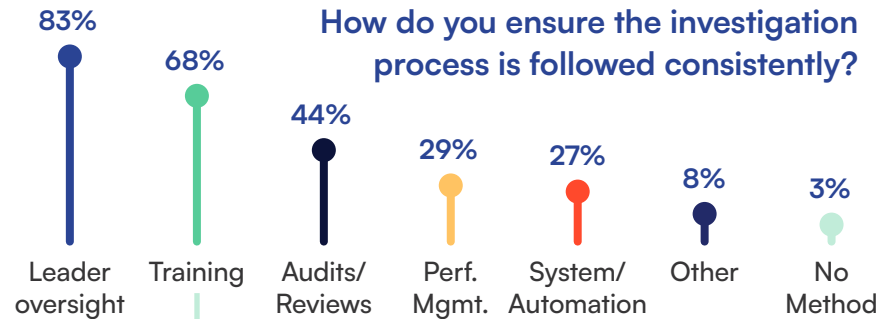 How do you ensure the investigation
process is followed consistently?
83%
68%
44%
29%
27%
8%
3%
Leader
oversight
Training
Audits/
Reviews
Perf.
Mgmt.
System/
Automation
Other
No
Method